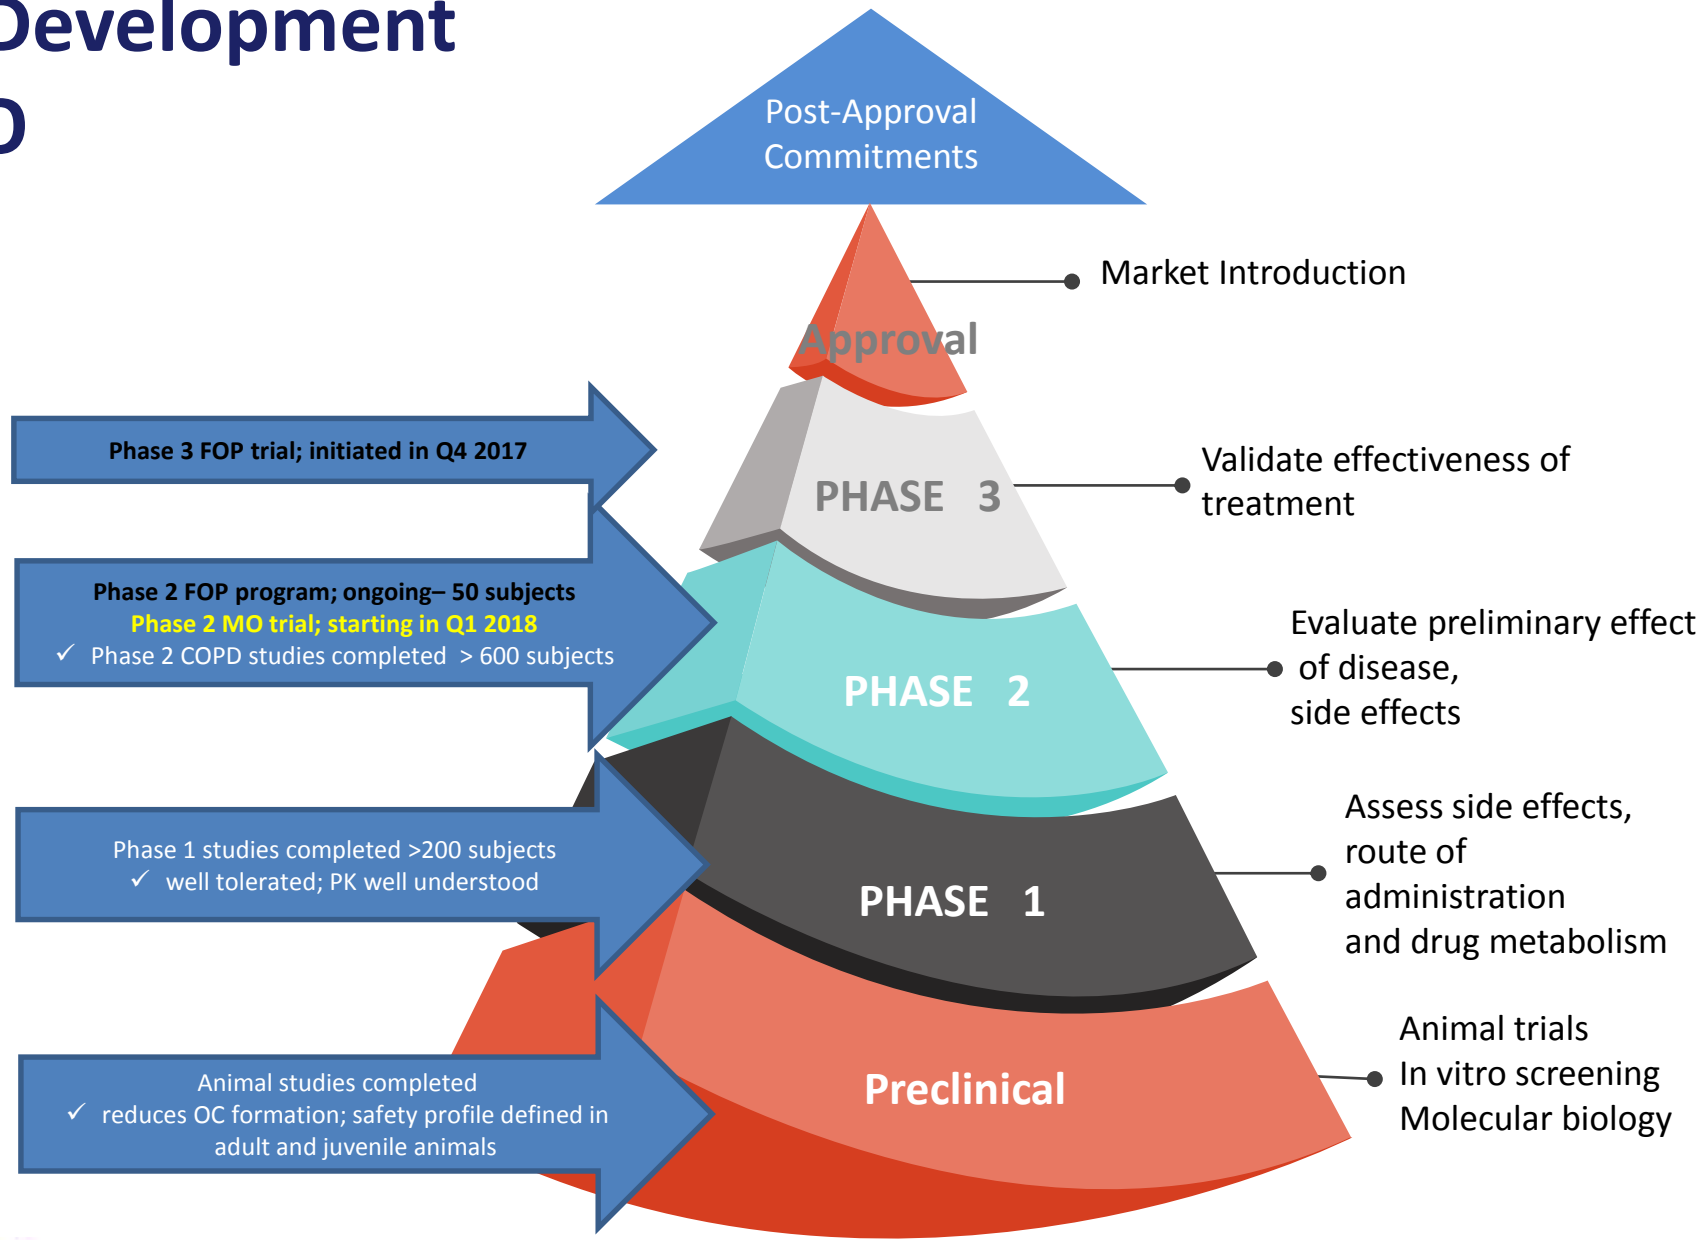 Development
Post-Approval
Commitments
Market Introduction
Approval
Phase 3 FOP trial; initiated in Q4 2017
PHASE 3
Validate effectiveness of
treatment
Phase 2 FOP program; ongoing– 50 subjects
Phase 2 MO trial; starting in Q1 2018
✓ Phase 2 COPD studies completed > 600 subjects
PHASE 2
Evaluate preliminary effect
of disease,
side effects
Phase 1 studies completed >200 subjects
✓ well tolerated; PK well understood
PHASE 1
Assess side effects,
route of
administration
and drug metabolism
Animal studies completed
✓ reduces OC formation; safety profile defined in
adult and juvenile animals
Preclinical
Animal trials
In vitro screening
Molecular biology